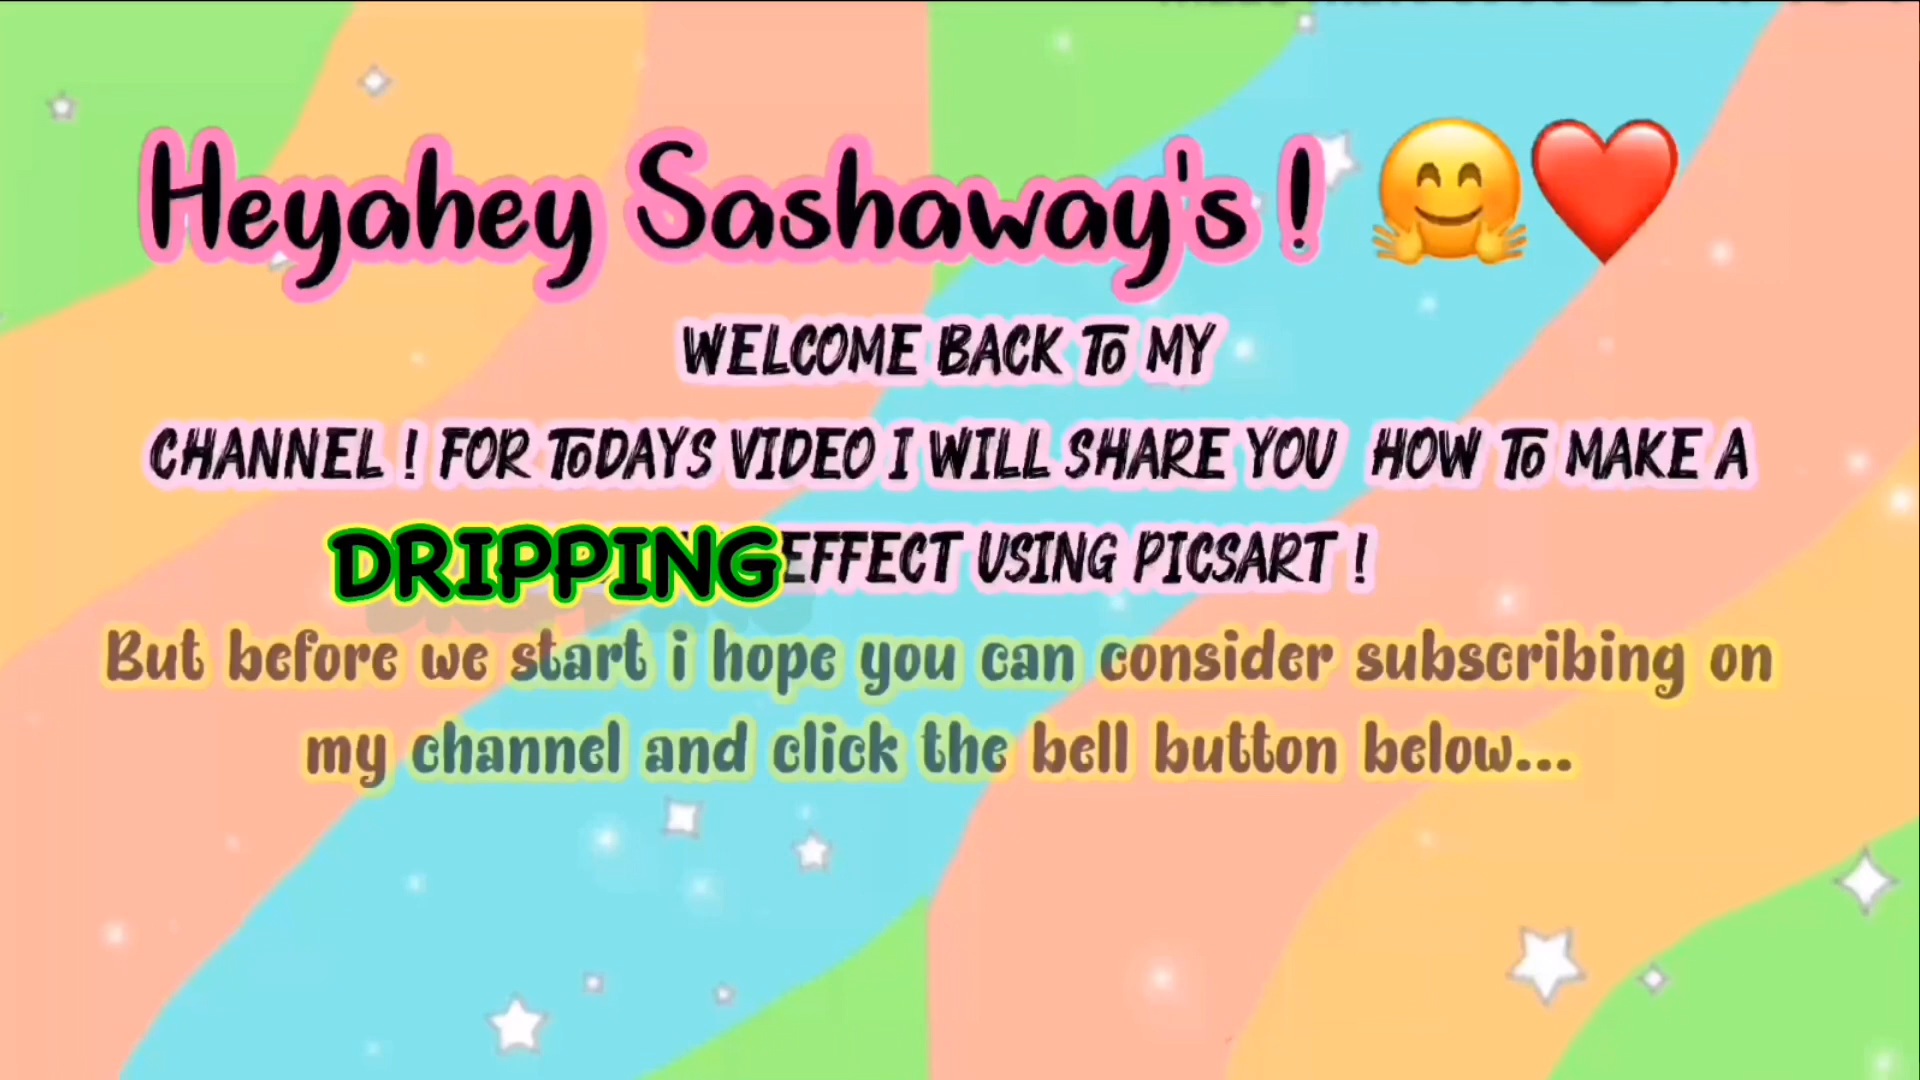 Heyahey Sashaway's ! 🤗❤️
WELCOME BACK To MY
CHANNEL ! FOR ToDAYS VIDEO I WILL SHARE YOU HOW To MAKE A
DRIPPING EFFECT USING PICSART !
But before we start i hope you can consider subscribing on
my channel and click the bell button below...